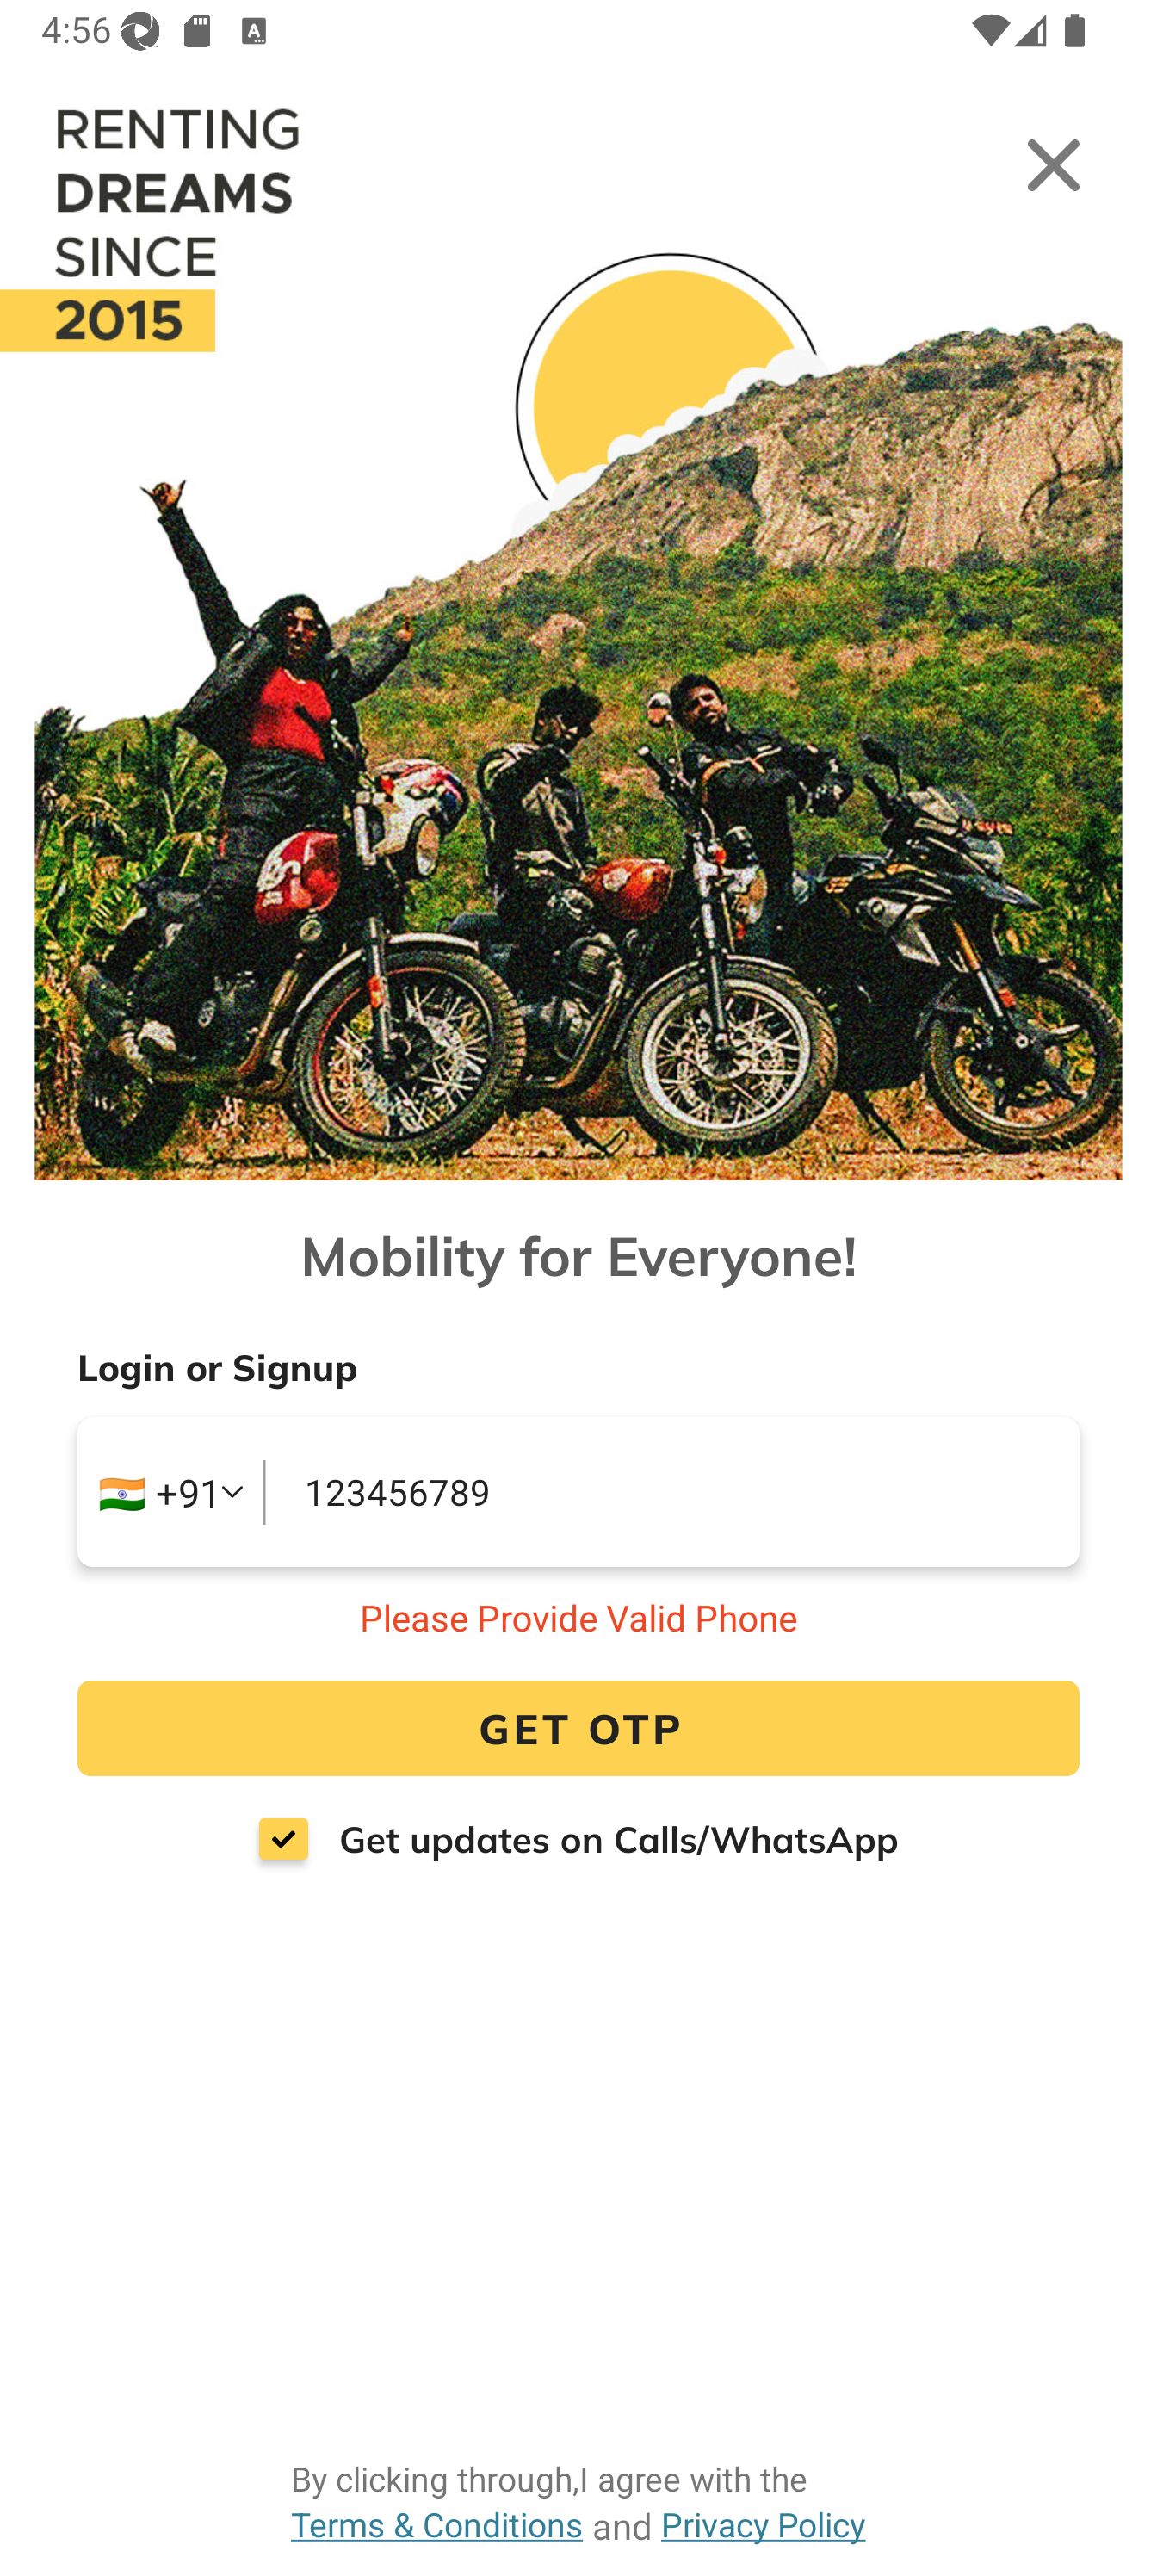 4:56
RENTING
DREAMS
SINCE
2015
Mobility for Everyone!
Login or Signup
🇮🇳 +91 123456789
Please Provide Valid Phone
GET OTP
Get updates on Calls/WhatsApp
By clicking through,I agree with the
Terms & Conditions and Privacy Policy